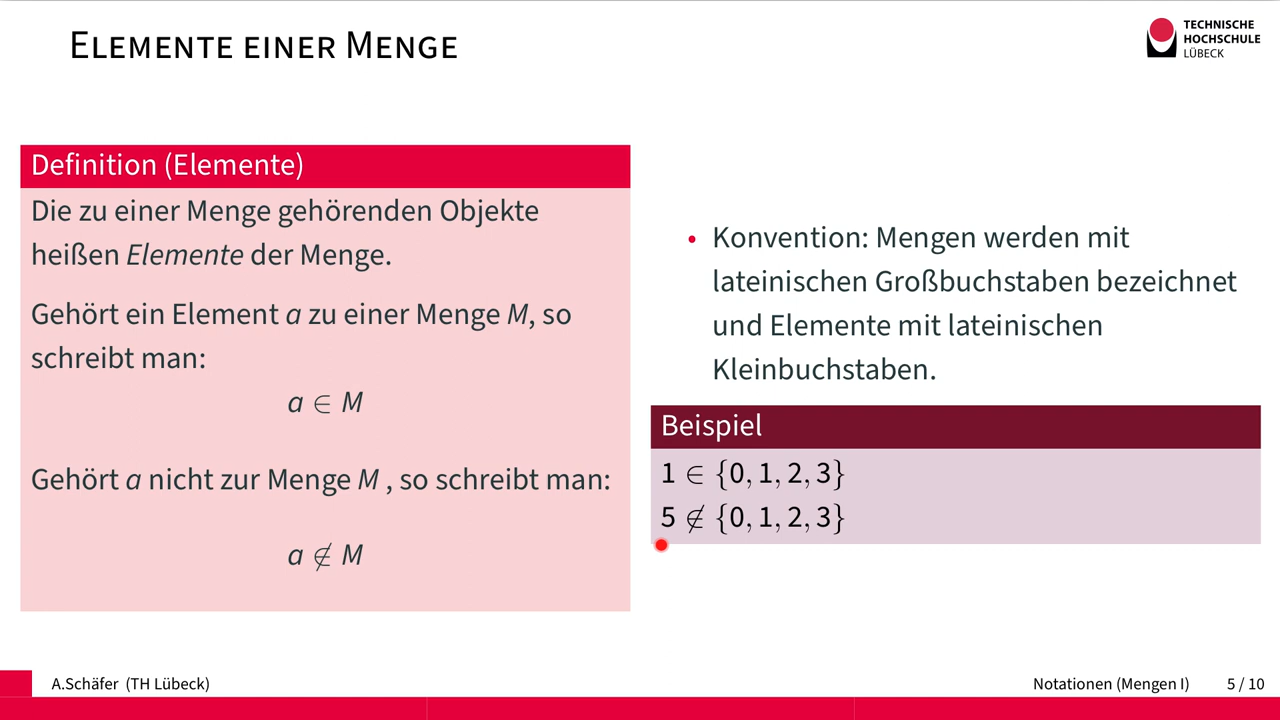 Elemente einer Menge
TECHNISCHE
HOCHSCHULE
LÜBECK
Definition (Elemente)
Die zu einer Menge gehörenden Objekte
heißen Elemente der Menge.
Gehört ein Element a zu einer Menge M, so
schreibt man:
a ∈ M
Gehört a nicht zur Menge M , so schreibt man:
a ∉ M
• Konvention: Mengen werden mit
lateinischen Großbuchstaben bezeichnet
und Elemente mit lateinischen
Kleinbuchstaben.
Beispiel
1 ∈ {0, 1, 2, 3}
5 ∉ {0, 1, 2, 3}
A.Schäfer (TH Lübeck)
Notationen (Mengen I)
5 / 10